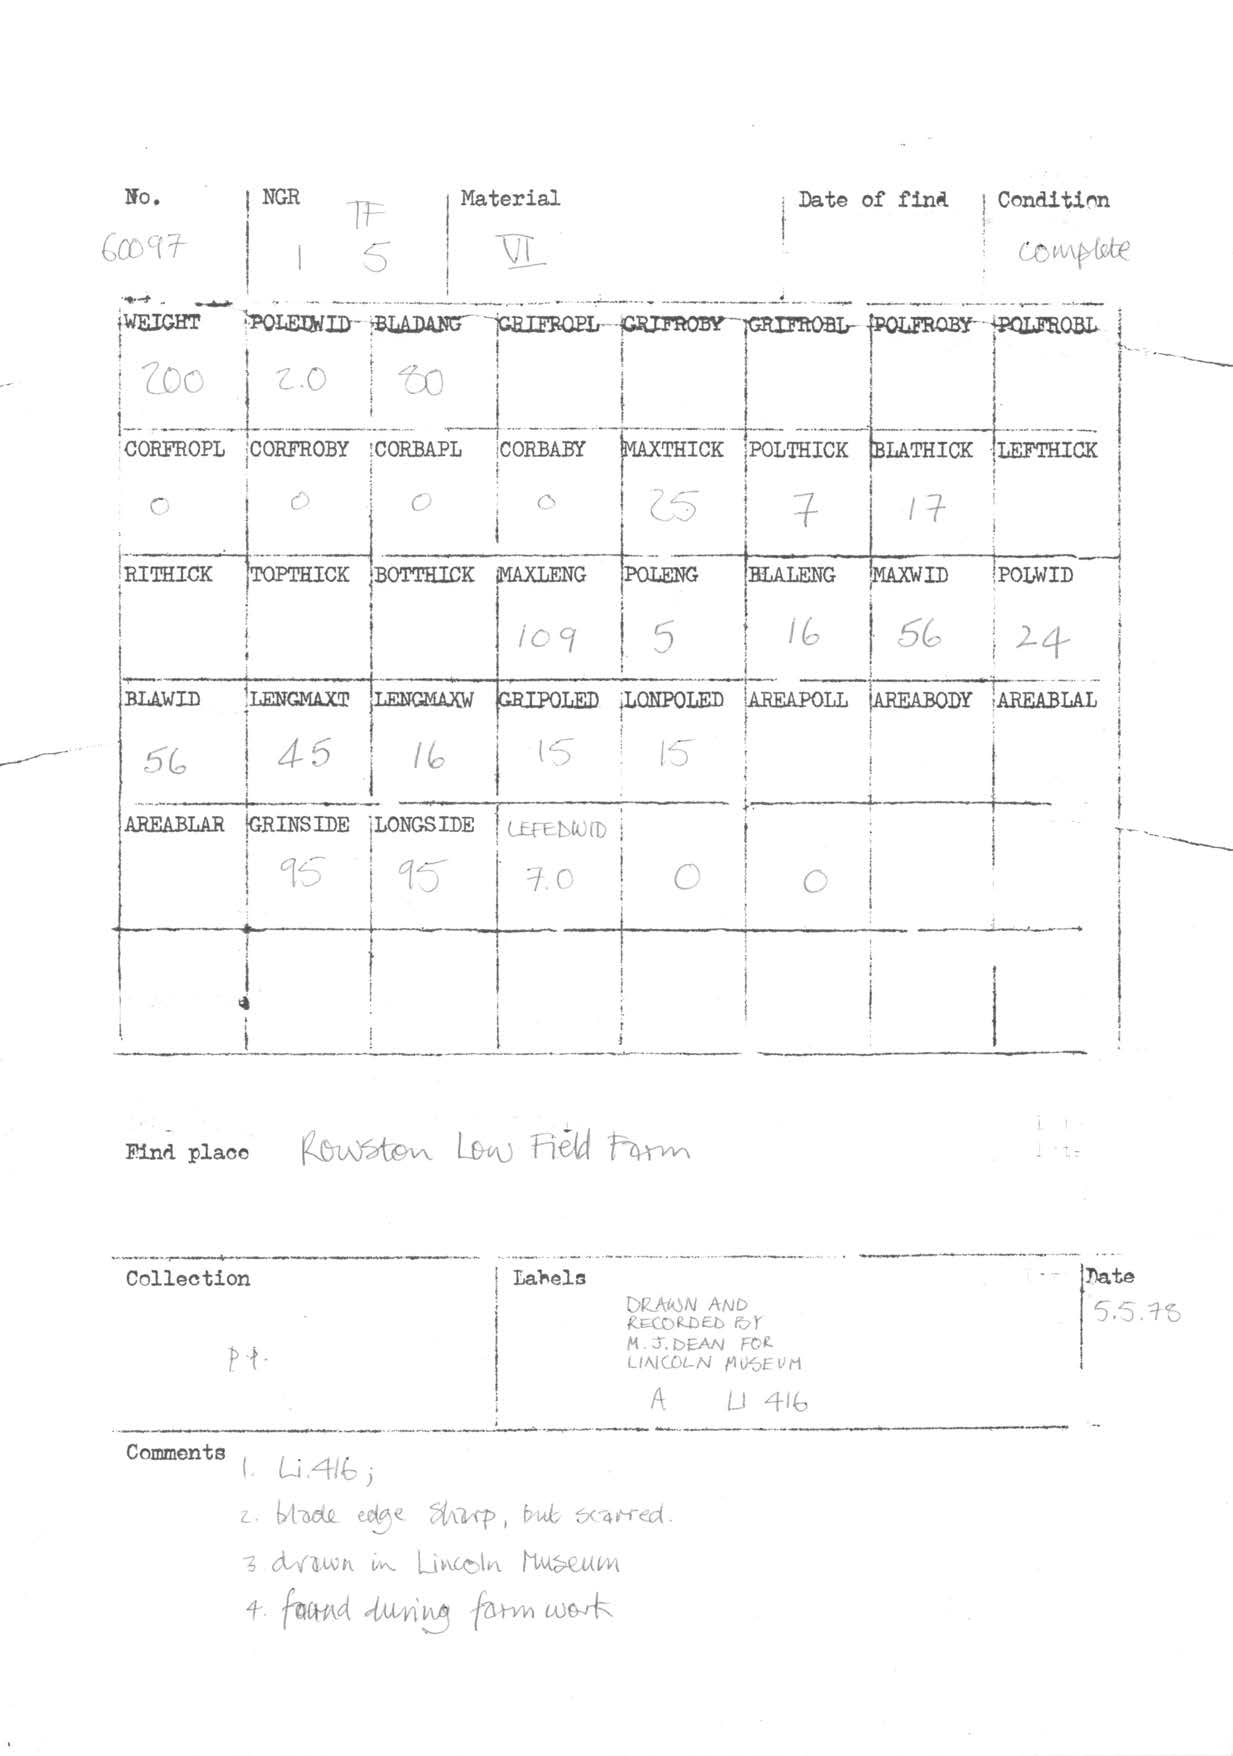 No. NGR Material Date of find Condition
TF
60097 1 5 VI complete
WEIGHT POLEDWID BLADANG GRIFROPL GRIFROBY GRIFROBL POLFROBY POLFROBL
200 2.0 80
CORFROPL CORFROBY CORBAPL CORBABY MAXTHICK POLTHICK BLATHICK LEFTHICK
0 0 0 0 25 7 17
RITHICK TOPTHICK BOTTHICK MAXLENG POLENG BLALENG MAXWID POLWID
109 5 16 56 24
BLAWID LENGMAXT LENGMAXW GRIPOLED LONPOLED AREAPOLL AREABODY AREABLAL
56 45 16 15 15
AREABLAR GRINSIDE LONGSIDE LEFEDWID
95 95 7.0 0 0
Find place Rowston Low Field Farm
Collection Labels Date
DRAWN AND
RECORDED BY
M.J. DEAN FOR
LINCOLN MUSEUM
5.5.78
P.P.
A LI 416
Comments 1. Li.416;
2. blade edge sharp, but scarred.
3 drawn in Lincoln Museum
4. found during farm work